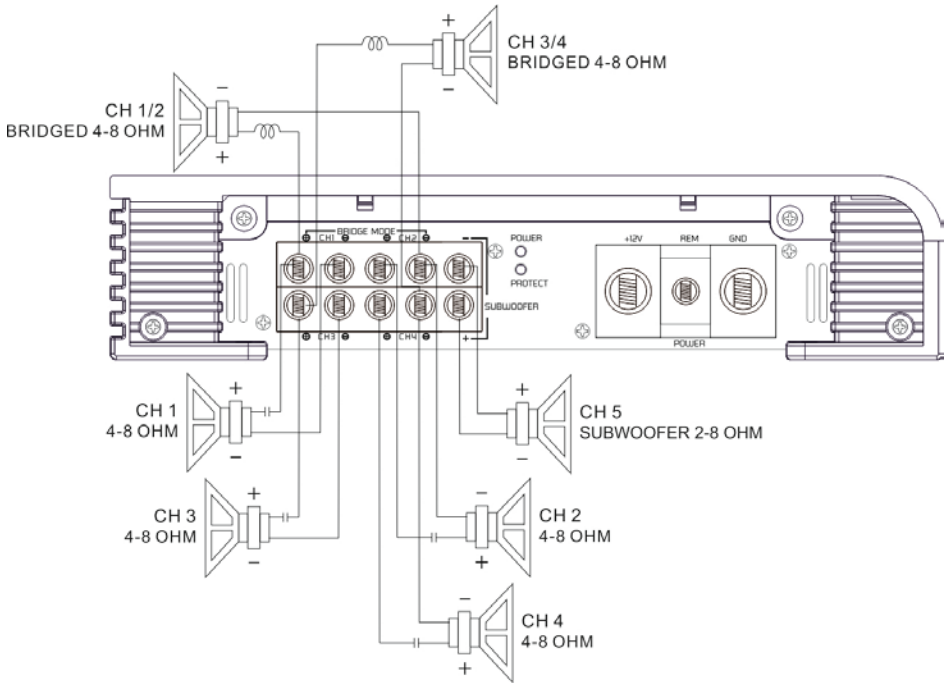 +
CH 3/4
BRIDGED 4-8 OHM
−
−
CH 1/2
BRIDGED 4-8 OHM
+
BRIDGE MODE
⊕ CH1 ⊖ ⊕ CH2 ⊖ −
POWER
PROTECT
SUBWOOFER
⊕ CH3 ⊖ ⊕ CH4 ⊖ +
+12V REM GND
POWER
+
CH 1
4-8 OHM
−
+
CH 5
SUBWOOFER 2-8 OHM
−
+
CH 3
4-8 OHM
−
−
CH 2
4-8 OHM
+
−
CH 4
4-8 OHM
+